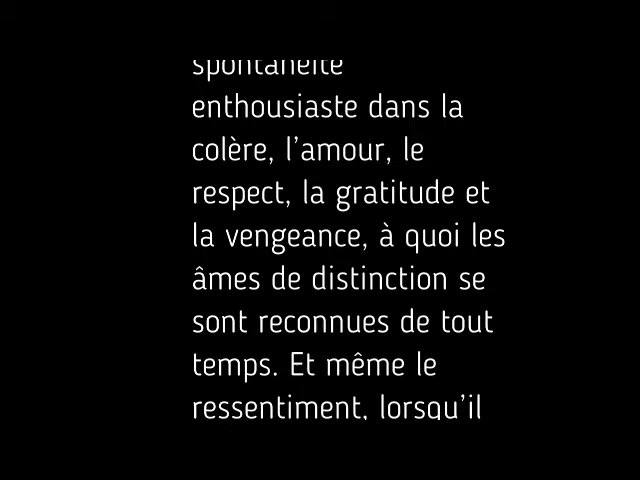 spontanéité
enthousiaste dans la
colère, l’amour, le
respect, la gratitude et
la vengeance, à quoi les
âmes de distinction se
sont reconnues de tout
temps. Et même le
ressentiment, lorsqu’il